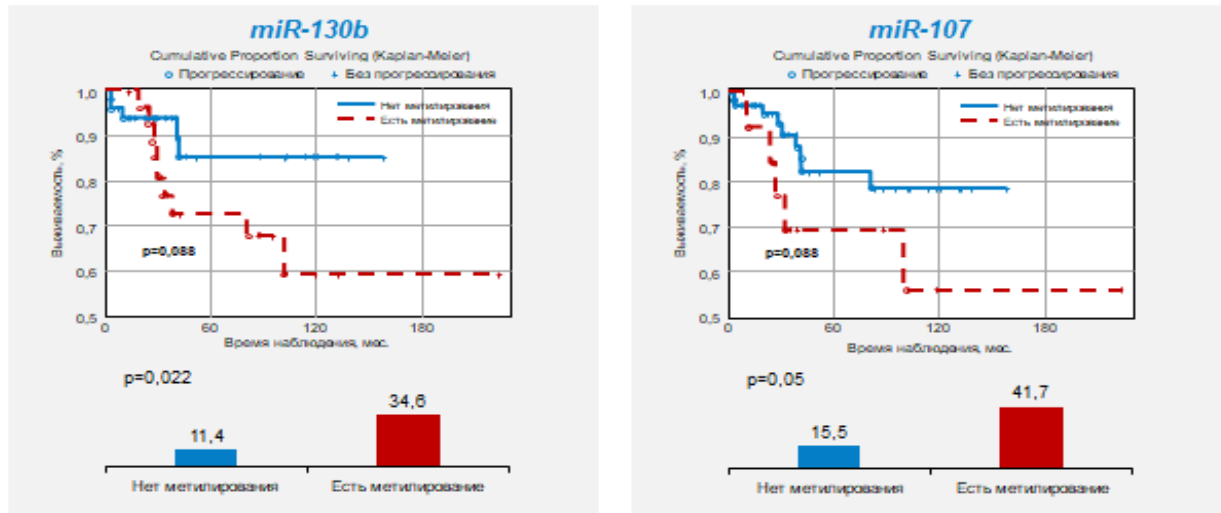 miR-130b
Cumulative Proportion Surviving (Kaplan-Meier)
Прогрессирование + Без прогрессирования
Нет метилирования
Есть метилирование
1,0
0,9
0,8
0,7
0,6
0,5
Выживаемость, %
p=0,088
0 60 120 180
Время наблюдения, мес.
p=0,022
11,4
34,6
Нет метилирования
Есть метилирование
miR-107
Cumulative Proportion Surviving (Kaplan-Meier)
Прогрессирование + Без прогрессирования
Нет метилирования
Есть метилирование
1,0
0,9
0,8
0,7
0,6
0,5
Выживаемость, %
p=0,088
0 60 120 180
Время наблюдения, мес.
p=0,05
15,5
41,7
Нет метилирования
Есть метилирование